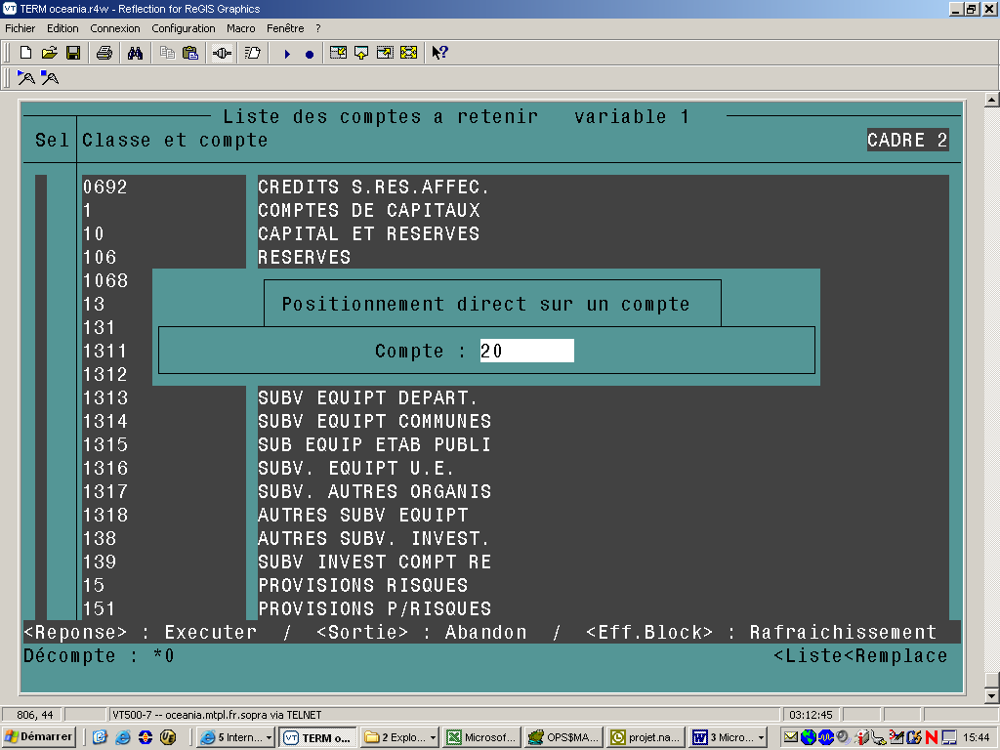 TERM oceania.r4w - Reflection for ReGIS Graphics
Fichier Edition Connexion Configuration Macro Fenêtre ?
Liste des comptes a retenir variable 1
Sel Classe et compte CADRE 2
0692 CREDITS S.RES.AFFEC.
1 COMPTES DE CAPITAUX
10 CAPITAL ET RESERVES
106 RESERVES
1068
13
Positionnement direct sur un compte
131
1311
Compte : 20
1312
1313 SUBV EQUIPT DEPART.
1314 SUBV EQUIPT COMMUNES
1315 SUB EQUIP ETAB PUBLI
1316 SUBV. EQUIPT U.E.
1317 SUBV. AUTRES ORGANIS
1318 AUTRES SUBV EQUIPT
138 AUTRES SUBV. INVEST.
139 SUBV INVEST COMPT RE
15 PROVISIONS RISQUES
151 PROVISIONS P/RISQUES
<Reponse> : Executer / <Sortie> : Abandon / <Eff.Block> : Rafraichissement
Décompte : *0 <Liste<Remplace
806, 44 VT500-7 -- oceania.mtpl.fr.sopra via TELNET 03:12:45
Démarrer 5 Intern... TERM o... 2 Explo... Microsof... OPS$MA... projet.na... 3 Micro... 15:44